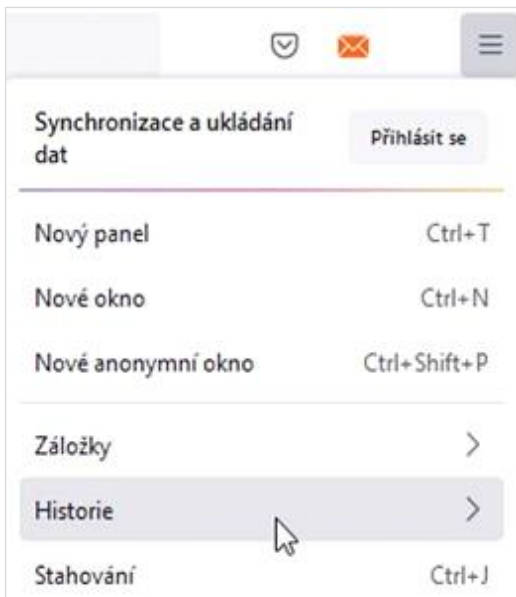 Synchronizace a ukládání
dat
Přihlásit se
Nový panel Ctrl+T
Nové okno Ctrl+N
Nové anonymní okno Ctrl+Shift+P
Záložky
Historie
Stahování Ctrl+J